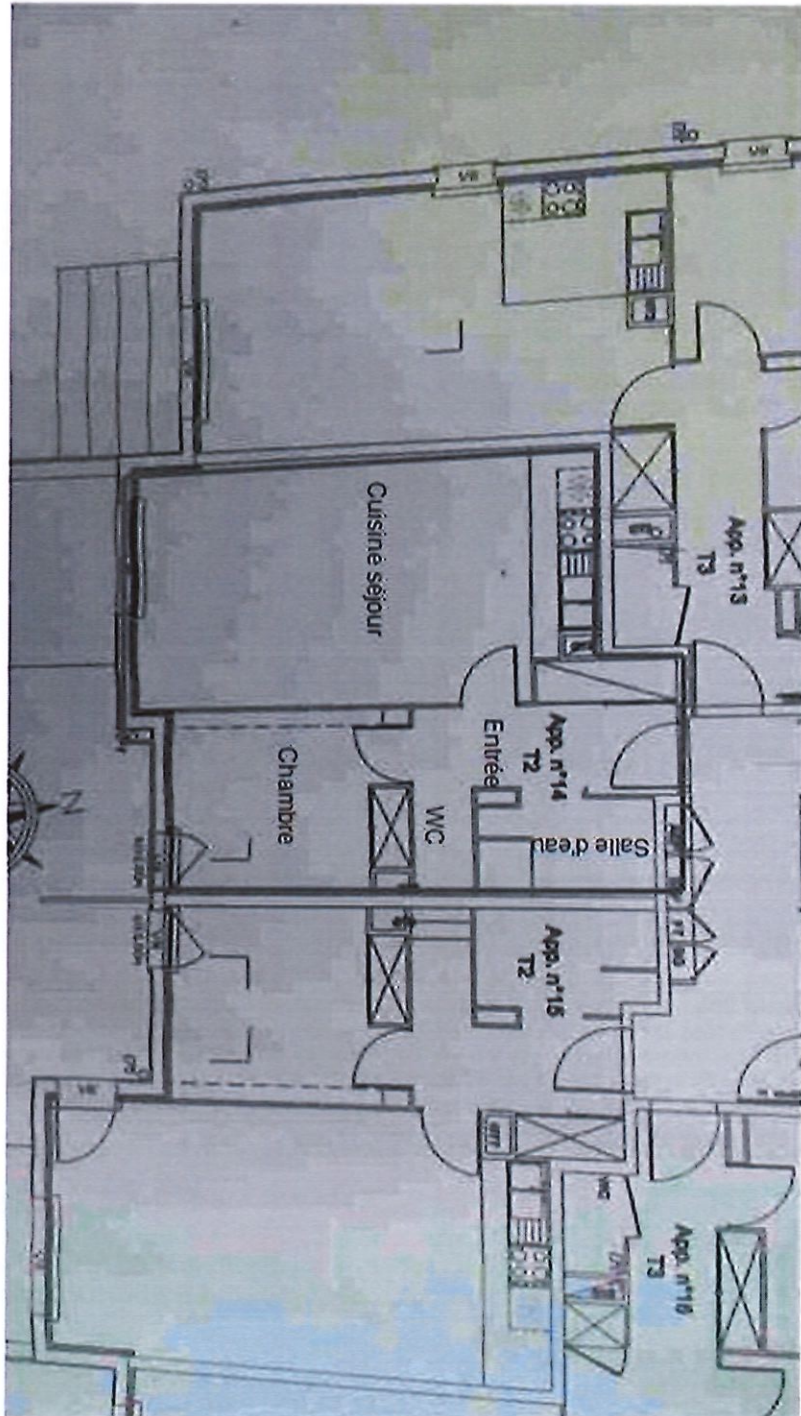 App. n°13
T3
Cuisine séjour
Entrée
App. n°14
T2
Chambre
WC
Salle d'eau
App. n°15
T2
N
WC
App. n°16
T3